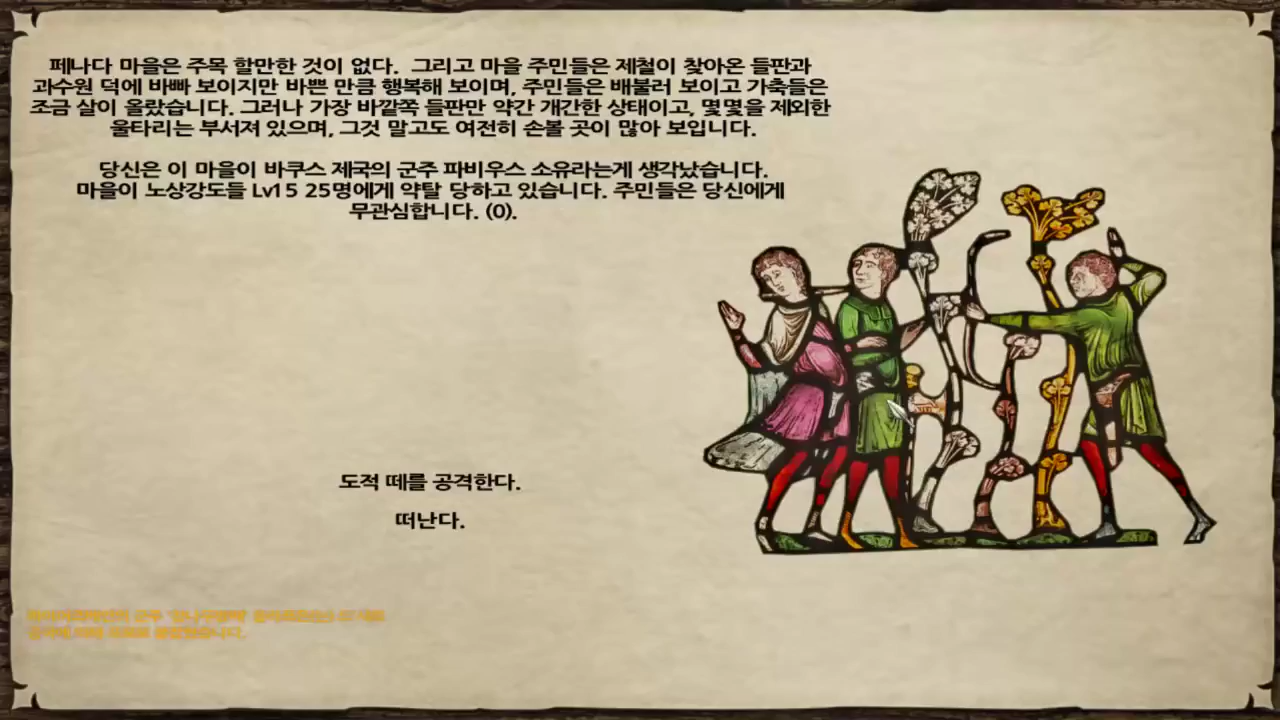 페나다 마을은 주목 할만한 것이 없다. 그리고 마을 주민들은 제철이 찾아온 들판과
과수원 덕에 바빠 보이지만 바쁜 만큼 행복해 보이며, 주민들은 배불러 보이고 가축들은
조금 살이 올랐습니다. 그러나 가장 바깥쪽 들판만 약간 개간한 상태이고, 몇몇을 제외한
울타리는 부서져 있으며, 그것 말고도 여전히 손볼 곳이 많아 보입니다.
당신은 이 마을이 바쿠스 제국의 군주 파비우스 소유라는게 생각났습니다.
마을이 노상강도들 Lv15 25명에게 약탈 당하고 있습니다. 주민들은 당신에게
무관심합니다. (0).
도적 떼를 공격한다.
떠난다.